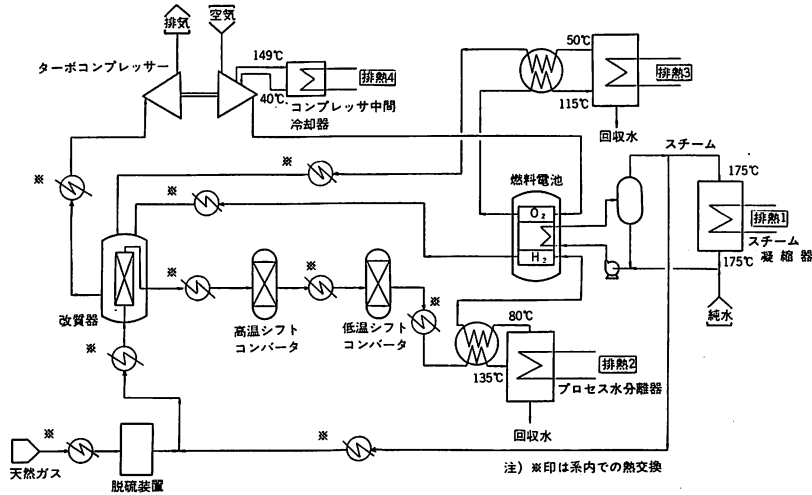 排気
空気
ターボコンプレッサー
149℃
40℃
排熱4
コンプレッサ中間
冷却器
50℃
115℃
排熱3
回収水
スチーム
※
※
※
燃料電池
O₂
H₂
175℃
排熱1
スチーム
凝縮器
175℃
純水
改質器
※
※
※
※
高温シフト
コンバータ
低温シフト
コンバータ
80℃
135℃
排熱2
プロセス水分離器
回収水
※
※
天然ガス
脱硫装置
注) ※印は系内での熱交換